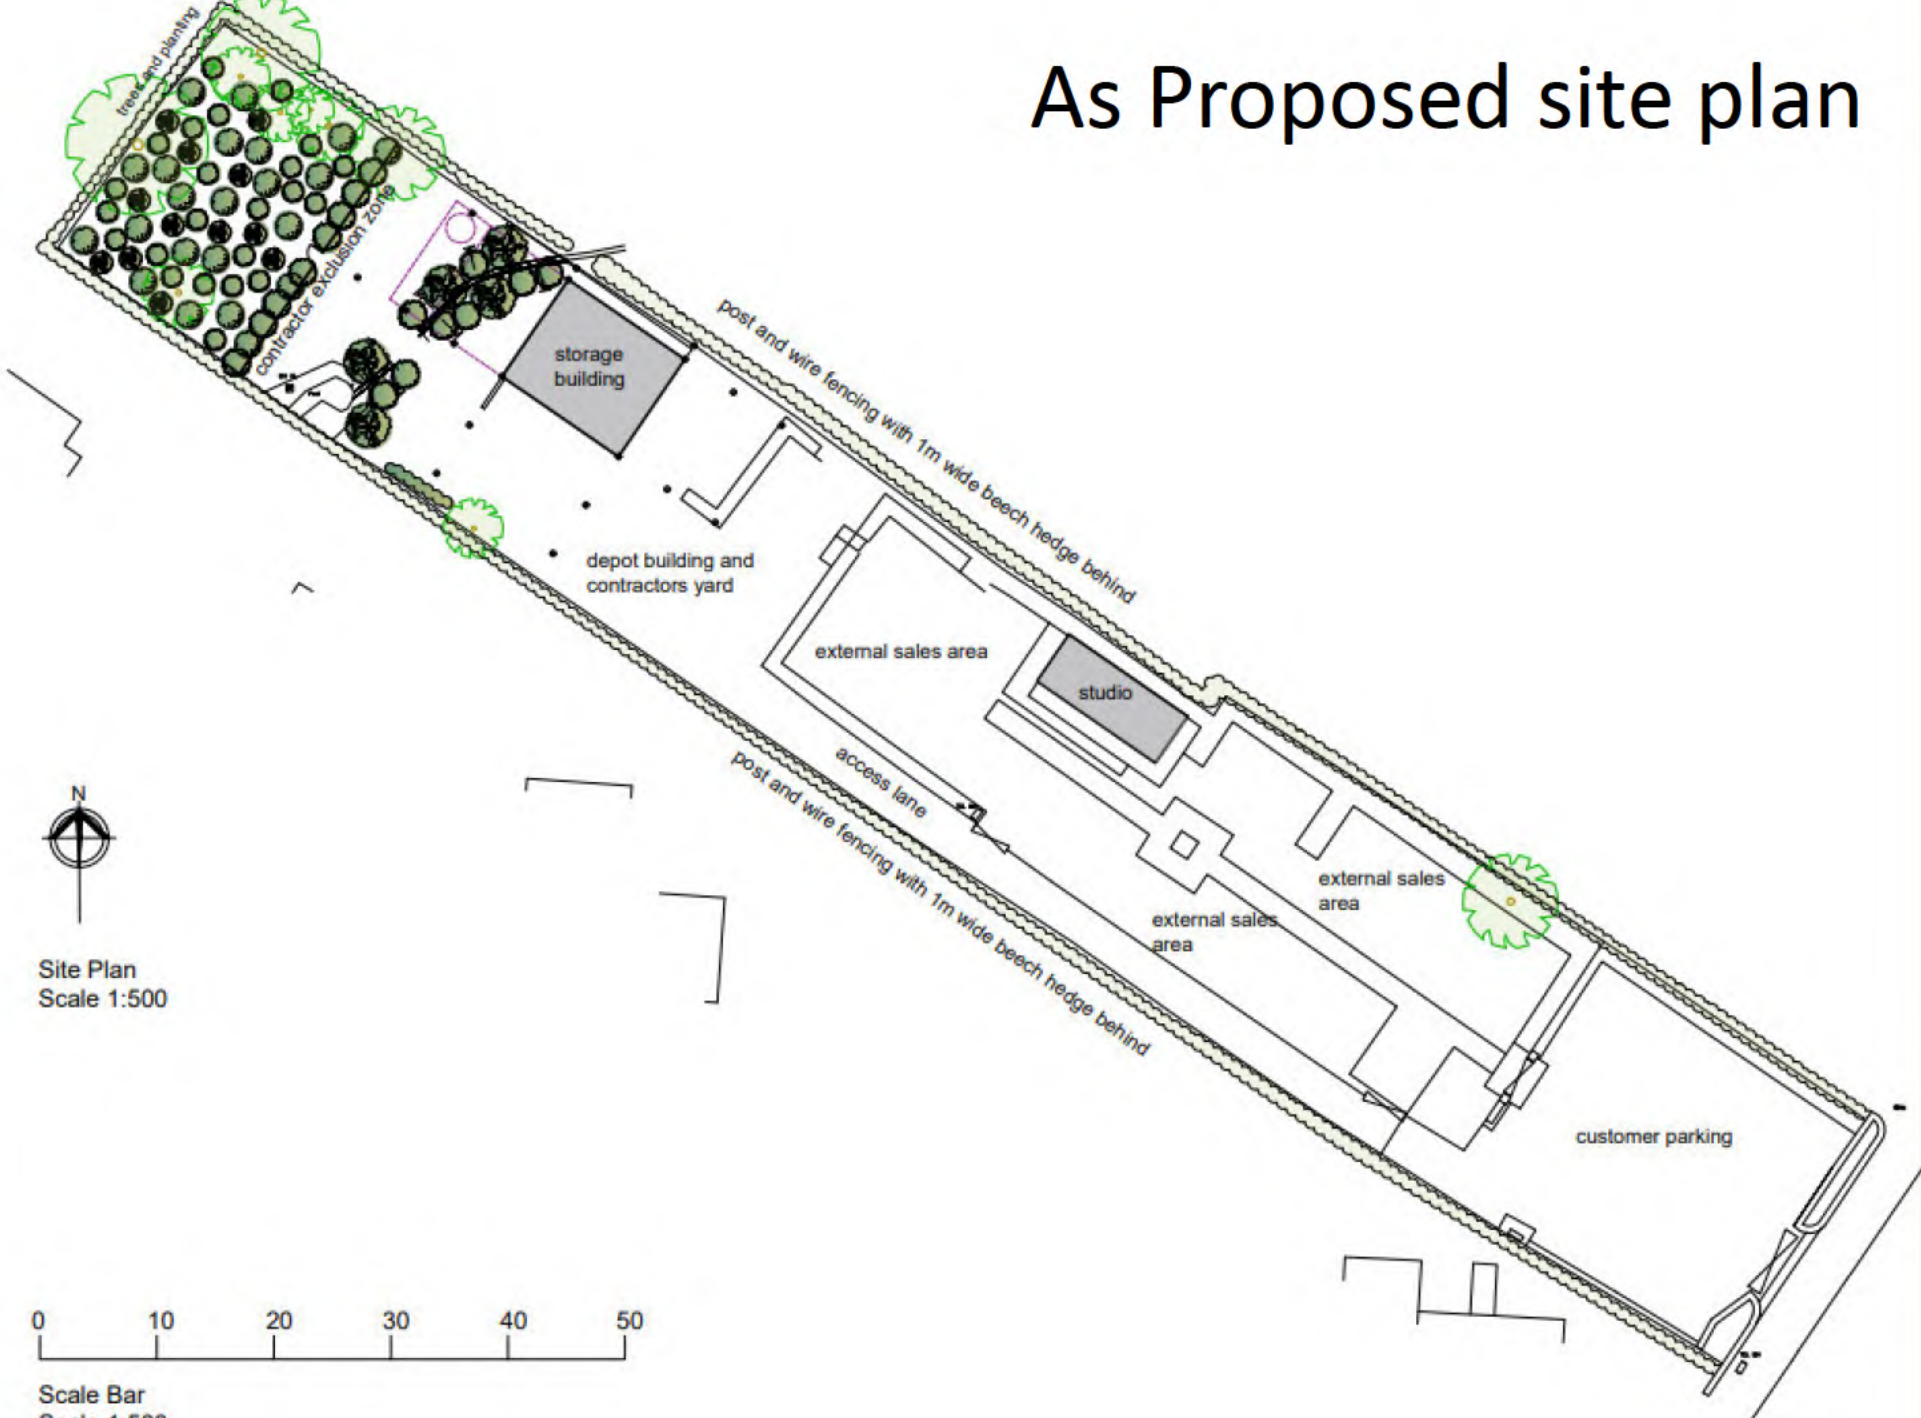 As Proposed site plan
trees and planting
contractor exclusion zone
storage
building
post and wire fencing with 1m wide beech hedge behind
depot building and
contractors yard
external sales area
studio
access lane
post and wire fencing with 1m wide beech hedge behind
external sales
area
external sales
area
customer parking
N
Site Plan
Scale 1:500
0 10 20 30 40 50
Scale Bar
Scale 1:500